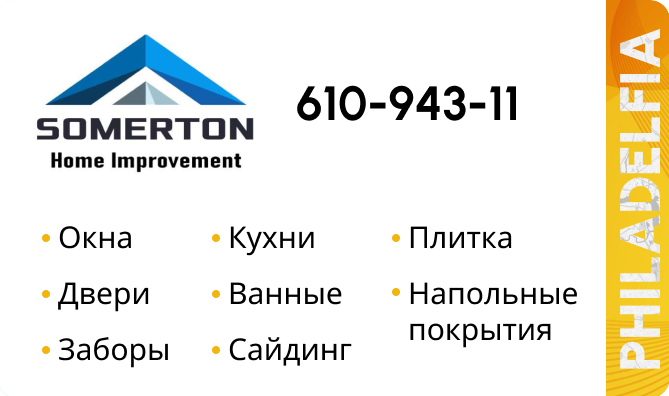 SOMERTON
Home Improvement
610-943-11
PHILADELFIA
• Окна
• Двери
• Заборы
• Кухни
• Ванные
• Сайдинг
• Плитка
• Напольные
покрытия